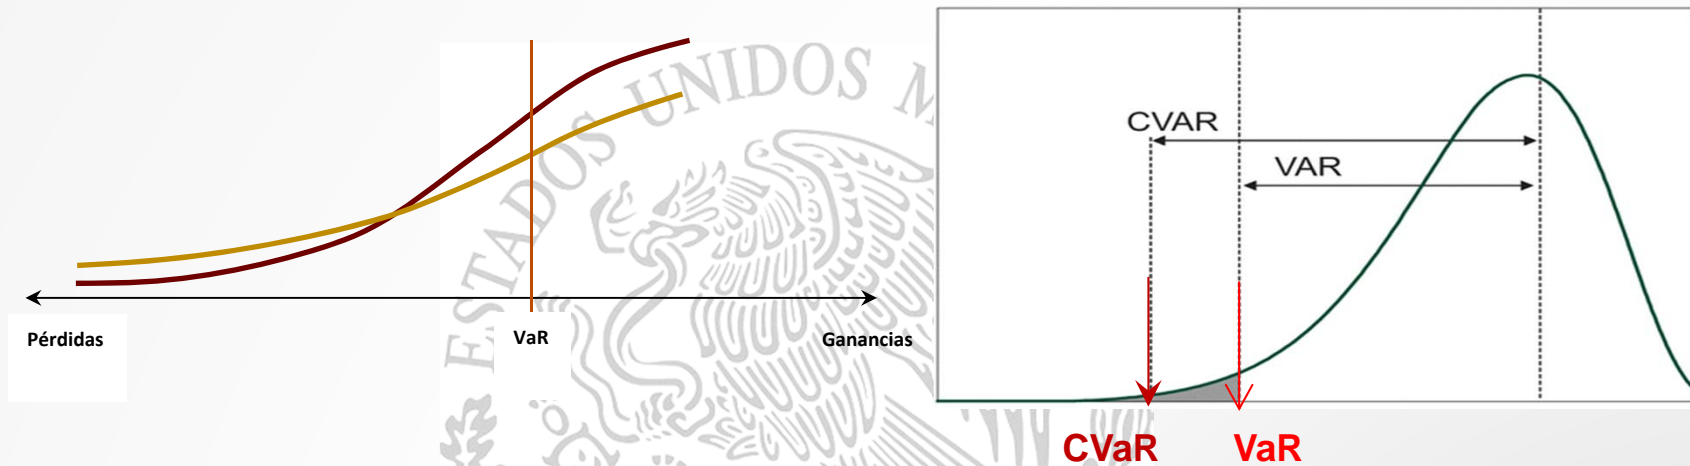 ESTADOS UNIDOS M
Pérdidas
VaR
Ganancias
CVAR
VAR
CVaR
VaR